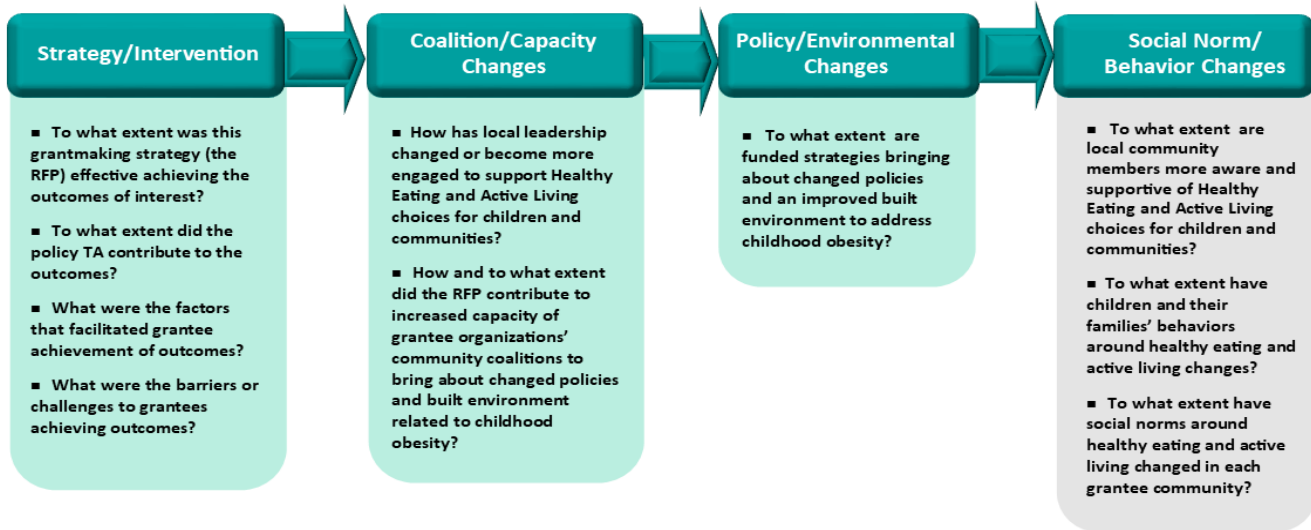 Strategy/Intervention
■ To what extent was this
grantmaking strategy (the
RFP) effective achieving the
outcomes of interest?
■ To what extent did the
policy TA contribute to the
outcomes?
■ What were the factors
that facilitated grantee
achievement of outcomes?
■ What were the barriers or
challenges to grantees
achieving outcomes?
Coalition/Capacity
Changes
■ How has local leadership
changed or become more
engaged to support Healthy
Eating and Active Living
choices for children and
communities?
■ How and to what extent
did the RFP contribute to
increased capacity of
grantee organizations’
community coalitions to
bring about changed policies
and built environment
related to childhood
obesity?
Policy/Environmental
Changes
■ To what extent are
funded strategies bringing
about changed policies
and an improved built
environment to address
childhood obesity?
Social Norm/
Behavior Changes
■ To what extent are
local community
members more aware and
supportive of Healthy
Eating and Active Living
choices for children and
communities?
■ To what extent have
children and their
families’ behaviors
around healthy eating and
active living changes?
■ To what extent have
social norms around
healthy eating and active
living changed in each
grantee community?